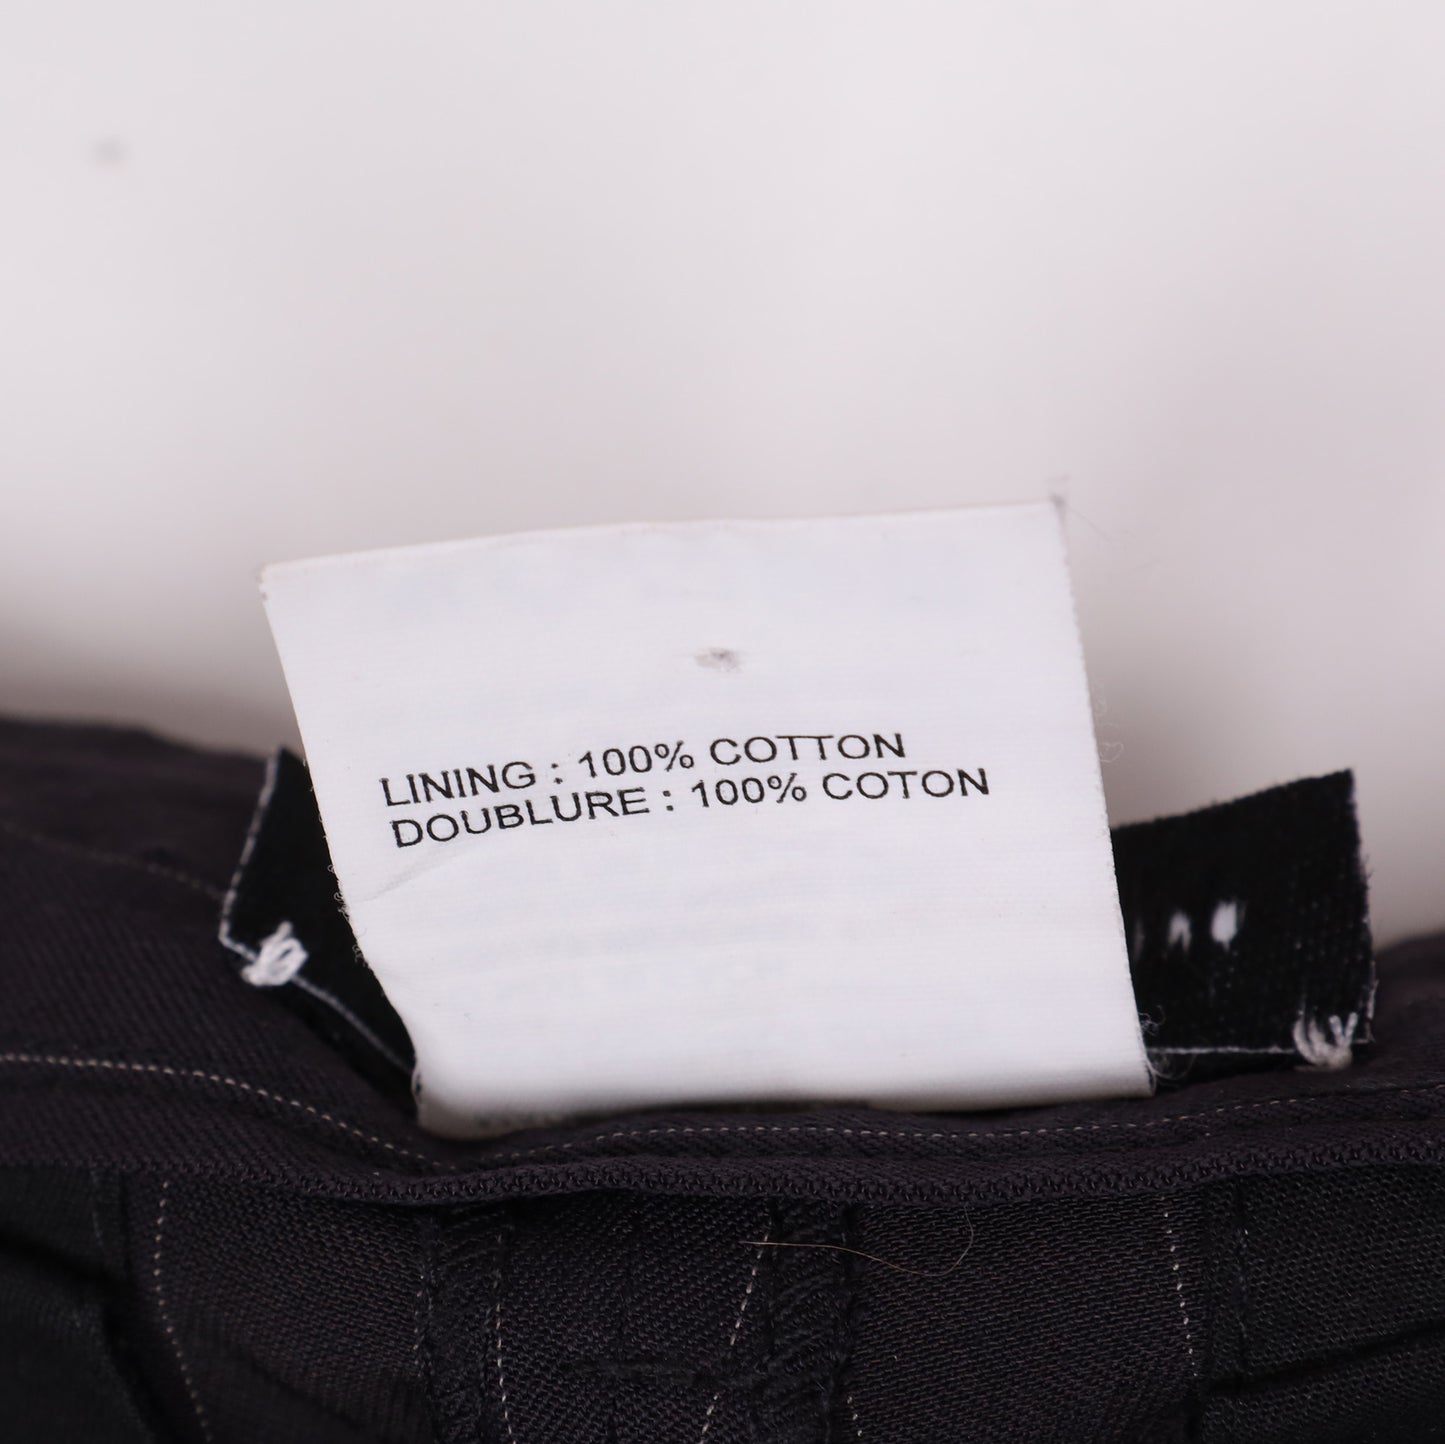 LINING : 100% COTTON
DOUBLURE : 100% COTON